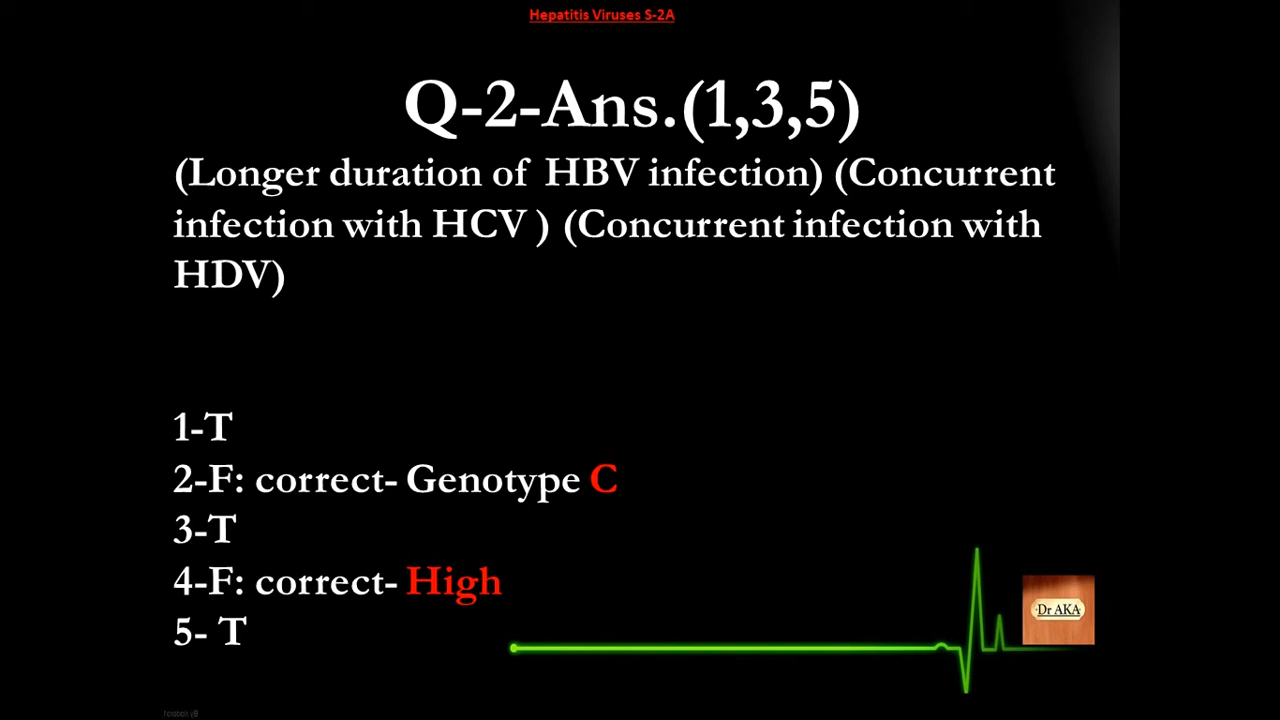 Hepatitis Viruses S-2A
Q-2-Ans.(1,3,5)
(Longer duration of HBV infection) (Concurrent
infection with HCV ) (Concurrent infection with
HDV)
1-T
2-F: correct- Genotype C
3-T
4-F: correct- High
5- T
Dr AKA